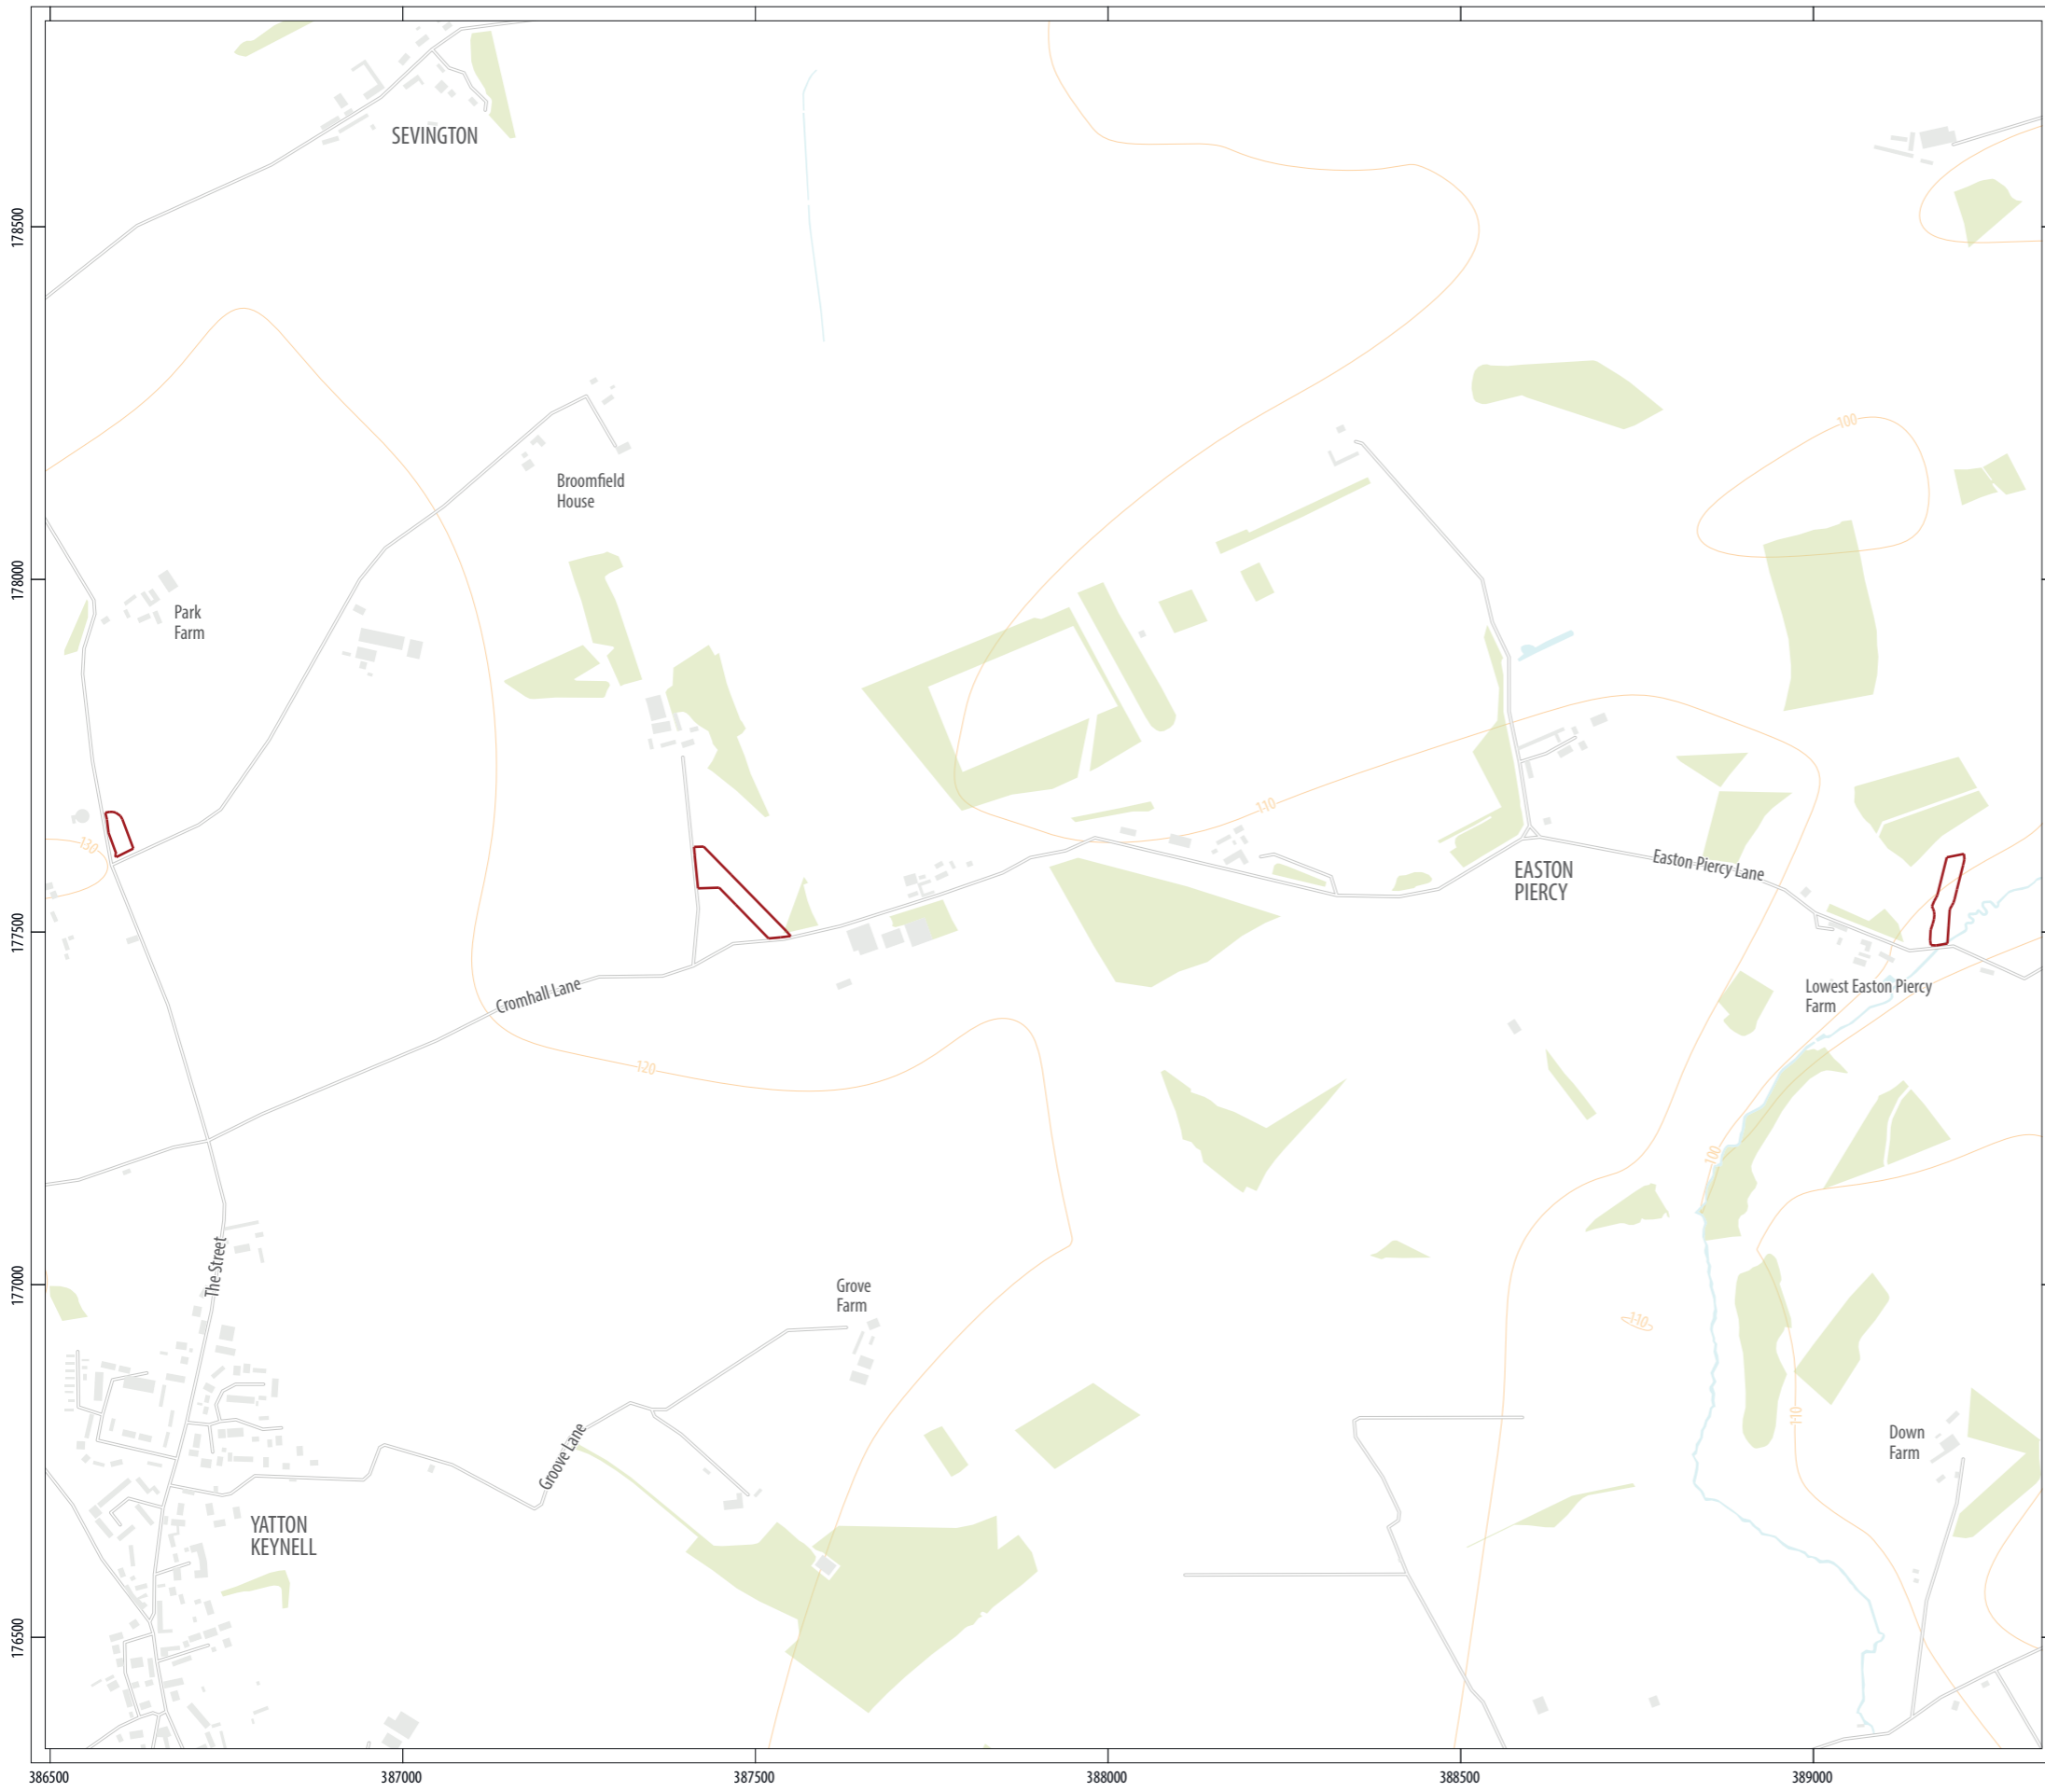 SEVINGTON
178500
100
Broomfield
House
178000
Park
Farm
110
130
EASTON
PIERCY
Easton Piercy Lane
177500
Lowest Easton Piercy
Farm
Cromhall Lane
120
100
The Street
177000
Grove
Farm
110
110
Down
Farm
Groove Lane
YATTON
KEYNELL
176500
386500
387000
387500
388000
388500
389000